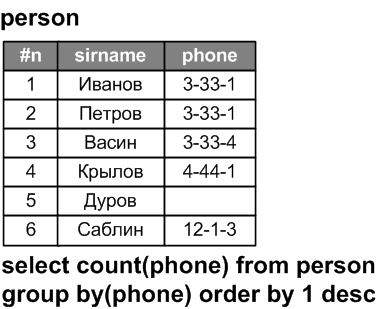 person
#n sirname phone
1 Иванов 3-33-1
2 Петров 3-33-1
3 Васин 3-33-4
4 Крылов 4-44-1
5 Дуров
6 Саблин 12-1-3
select count(phone) from person
group by(phone) order by 1 desc